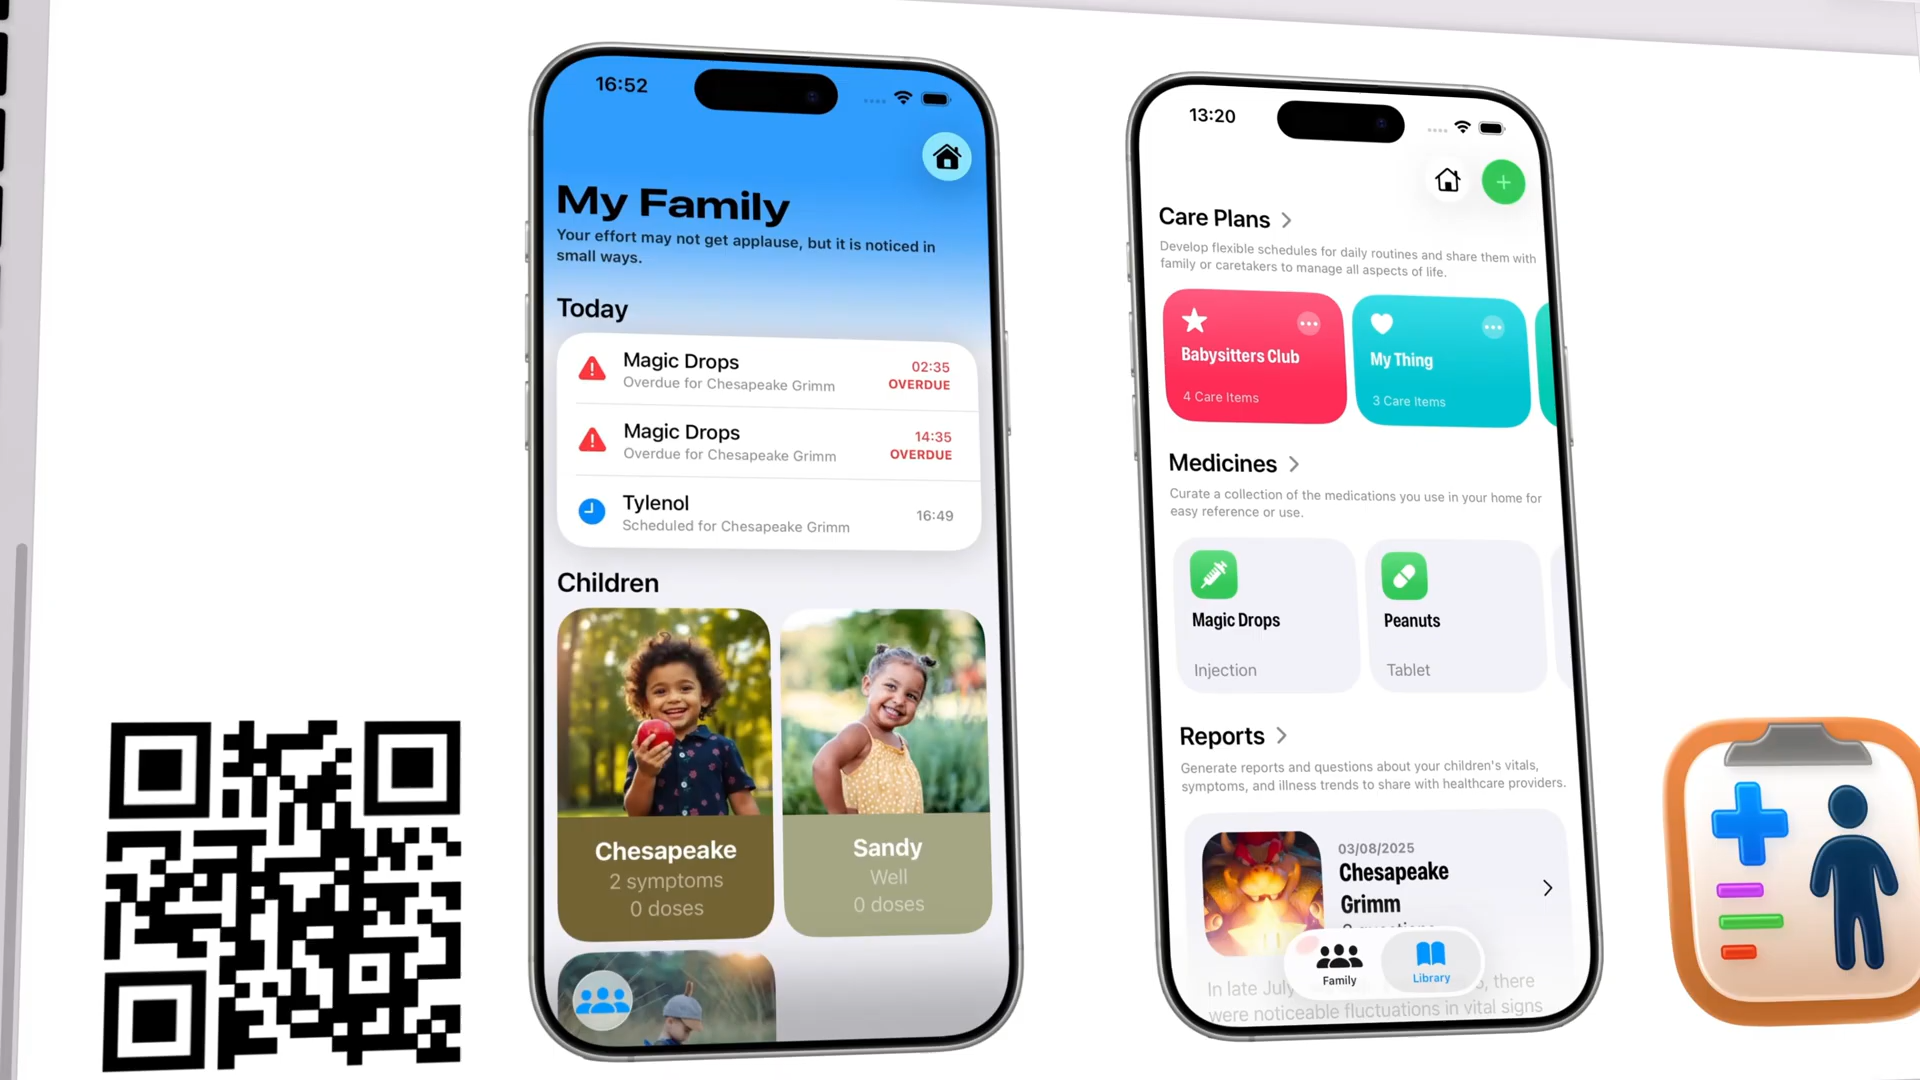 16:52
My Family
Your effort may not get applause, but it is noticed in
small ways.
Today
Magic Drops
Overdue for Chesapeake Grimm
02:35
OVERDUE
Magic Drops
Overdue for Chesapeake Grimm
14:35
OVERDUE
Tylenol
Scheduled for Chesapeake Grimm
16:49
Children
Chesapeake
2 symptoms
0 doses
Sandy
Well
0 doses
13:20
Care Plans
Develop flexible schedules for daily routines and share them with
family or caretakers to manage all aspects of life.
Babysitters Club
4 Care Items
My Thing
3 Care Items
Medicines
Curate a collection of the medications you use in your home for
easy reference or use.
Magic Drops
Injection
Peanuts
Tablet
Reports
Generate reports and questions about your children's vitals,
symptoms, and illness trends to share with healthcare providers.
03/08/2025
Chesapeake
Grimm
Family
Library
In late July
, there
were noticeable fluctuations in vital signs